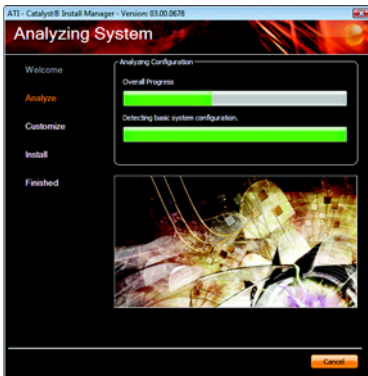 ATI - Catalyst® Install Manager - Version: 03.00.0678
Analyzing System
Welcome
Analyze
Customize
Install
Finished
Analyzing Configuration
Overall Progress
Detecting basic system configuration.
Cancel